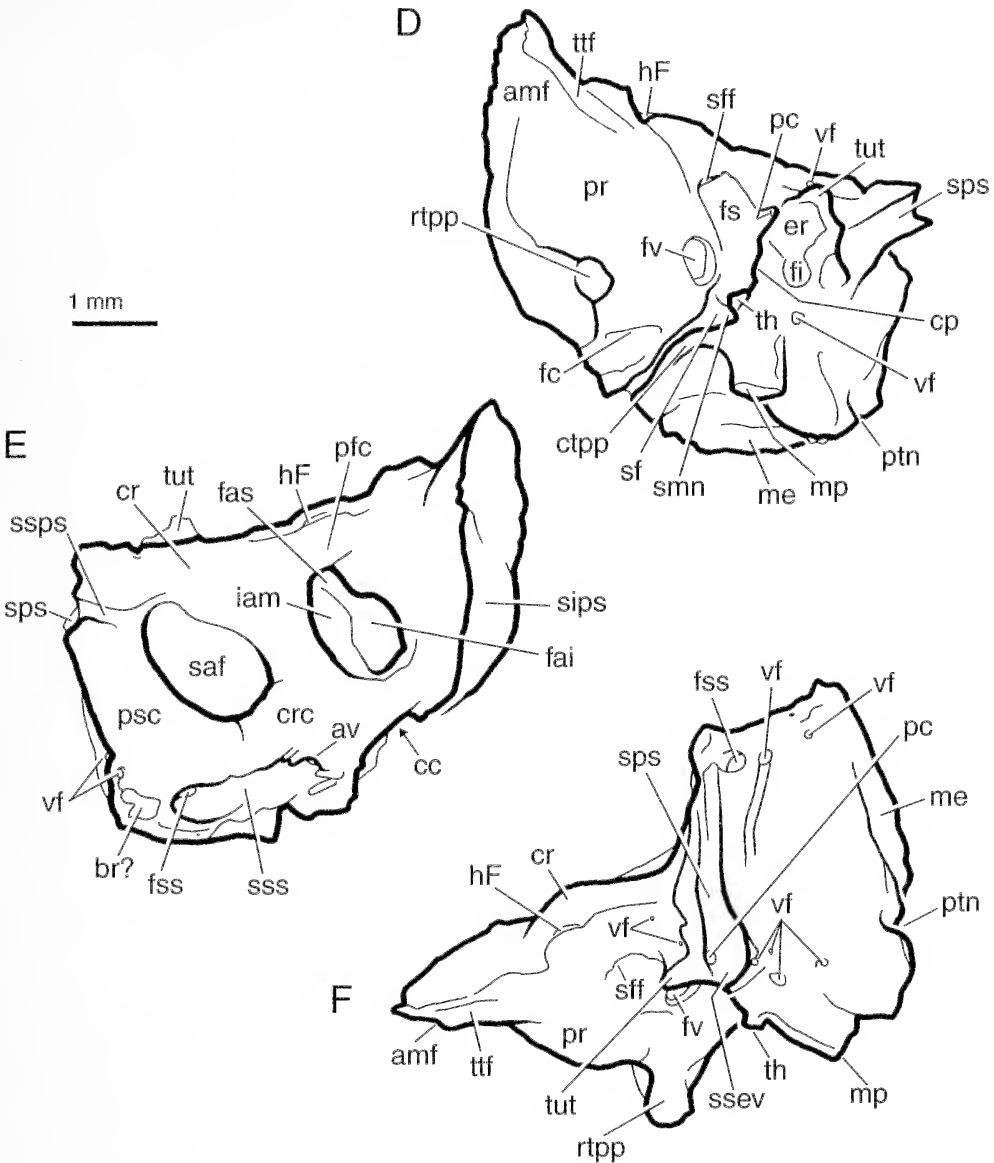 D
ttf
hF
amf
sff
pc
vf
tut
sps
pr
fs
er
rtpp
fv
fi
1 mm
th
cp
fc
vf
ctpp
sf
smn
me
mp
ptn
E
pfc
tut
hF
cr
fas
ssps
iam
sps
sips
saf
fai
psc
crc
av
cc
vf
br?
fss
sss
fss
vf
vf
pc
sps
me
cr
hF
ptn
vf
vf
F
sff
fv
amf
ttf
pr
th
mp
tut
ssev
rtpp